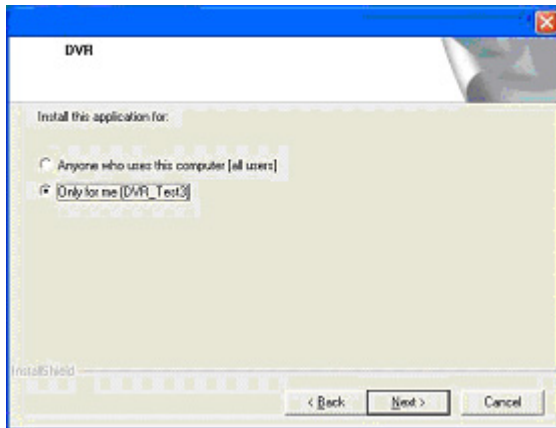 DVR
Install this application for:
Anyone who uses this computer [all users]
Only for me [DVR_Test3]
InstallShield
< Back
Next >
Cancel